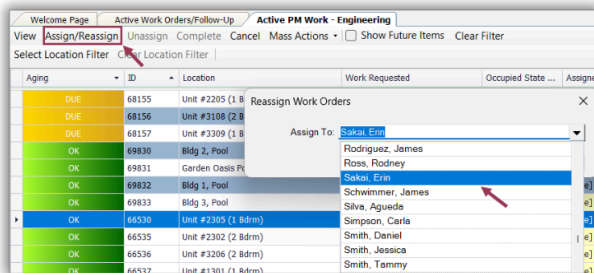 Welcome Page Active Work Orders/Follow-Up Active PM Work - Engineering
View Assign/Reassign Unassign Complete Cancel Mass Actions Show Future Items Clear Filter
Select Location Filter Clear Location Filter
Aging ID Location Work Requested Occupied State ... Assigne
DUE 68155 Unit #2205 (1 B
DUE 68156 Unit #3108 (2 B
DUE 68157 Unit #3309 (1 B
OK 69830 Bldg 2, Pool
OK 69831 Garden Oasis Po
OK 69832 Bldg 1, Pool
OK 69833 Bldg 3, Pool
OK 66530 Unit #2305 (1 Bdrm)
OK 66535 Unit #2302 (2 Bdrm)
OK 66536 Unit #3206 (2 Bdrm)
OK 66537 Unit #1301 (1 Bdrm)
Reassign Work Orders
Assign To: Sakai, Erin
Rodriguez, James
Ross, Rodney
Sakai, Erin
Schwimmer, James
Silva, Agueda
Simpson, Carla
Smith, Daniel
Smith, Jessica
Smith, Tammy
e]
e]
e]
e]
e]